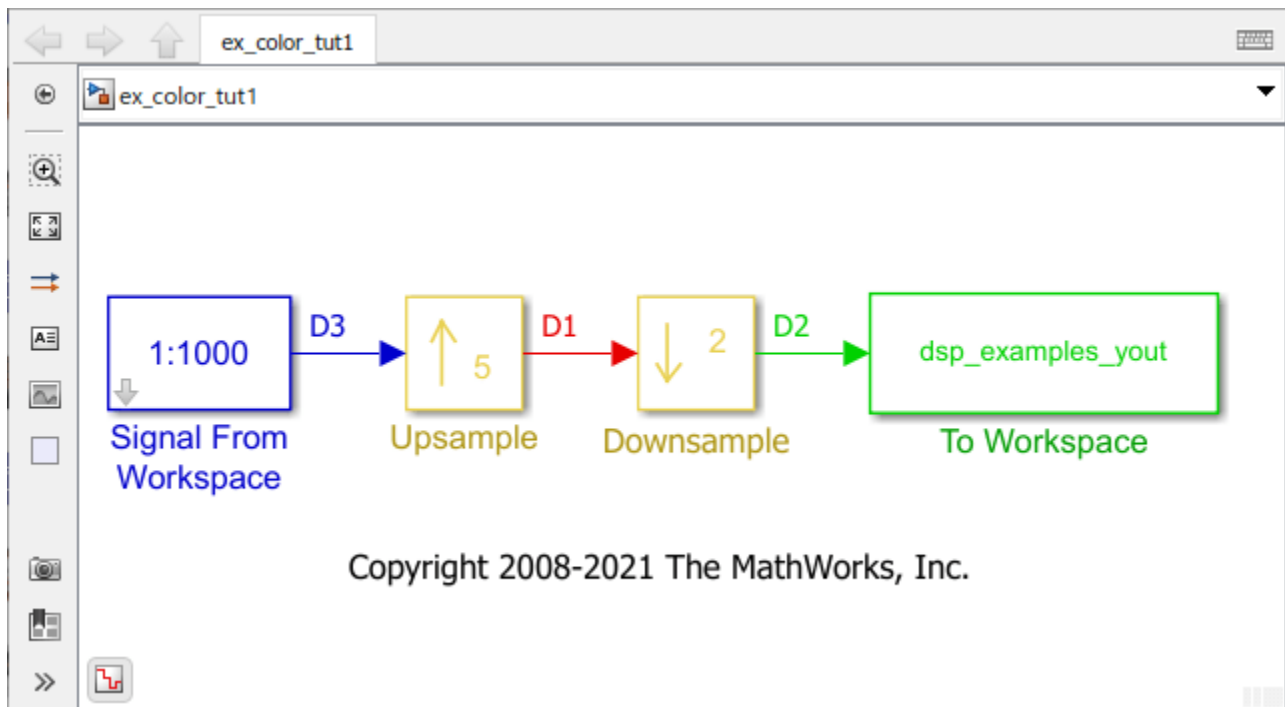 ex_color_tut1
ex_color_tut1
D3
D1
D2
1:1000
5
2
dsp_examples_yout
Signal From
Workspace
Upsample
Downsample
To Workspace
Copyright 2008-2021 The MathWorks, Inc.